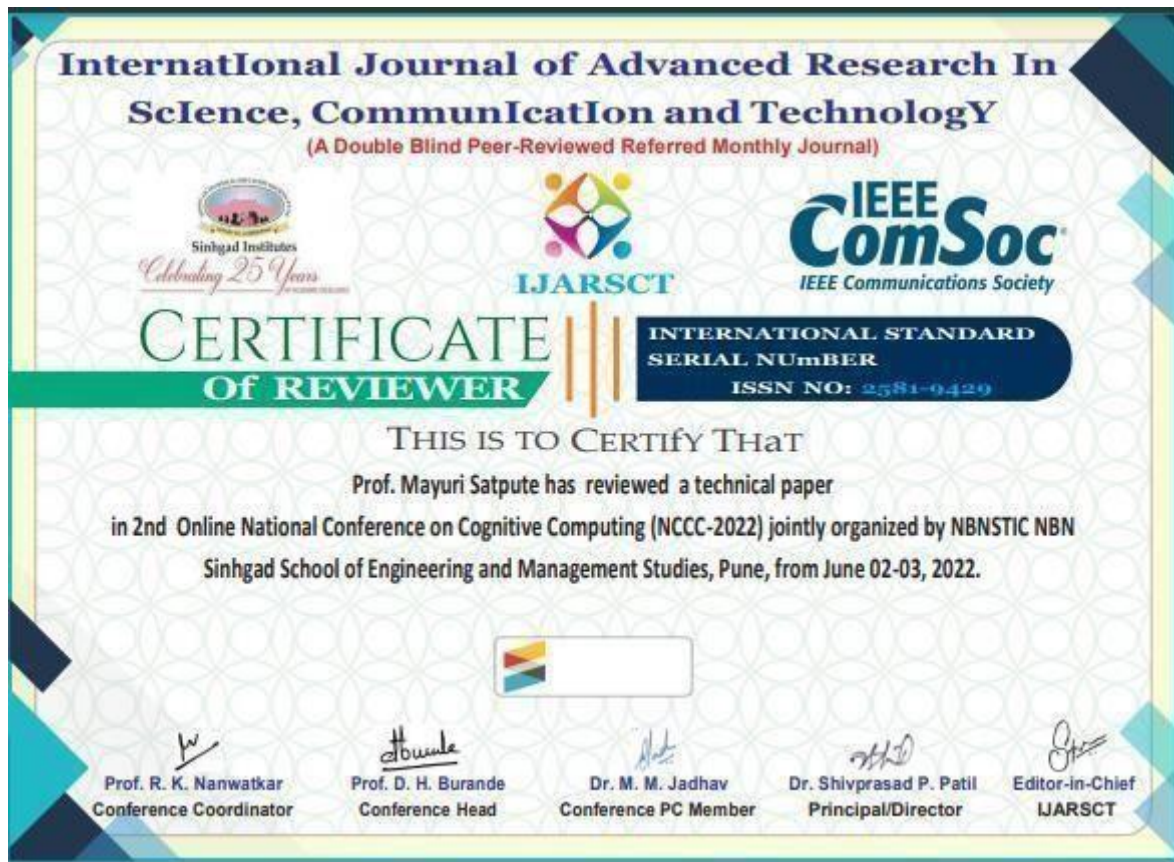 InternatIonal Journal of Advanced Research In
ScIence, CommunIcatIon and TechnologY
(A Double Blind Peer-Reviewed Referred Monthly Journal)
Sinhgad Institutes
Celebrating 25 Years
IJARSCT
IEEE
ComSoc
IEEE Communications Society
CERTIFICATE
Of REVIEWER
INTERNATIONAL STANDARD
SERIAL NUmBER
ISSN NO: 2581-9429
THIS IS TO CERTIfY THaT
Prof. Mayuri Satpute has reviewed a technical paper
in 2nd Online National Conference on Cognitive Computing (NCCC-2022) jointly organized by NBNSTIC NBN
Sinhgad School of Engineering and Management Studies, Pune, from June 02-03, 2022.
Prof. R. K. Nanwatkar
Conference Coordinator
Prof. D. H. Burande
Conference Head
Dr. M. M. Jadhav
Conference PC Member
Dr. Shivprasad P. Patil
Principal/Director
Editor-in-Chief
IJARSCT